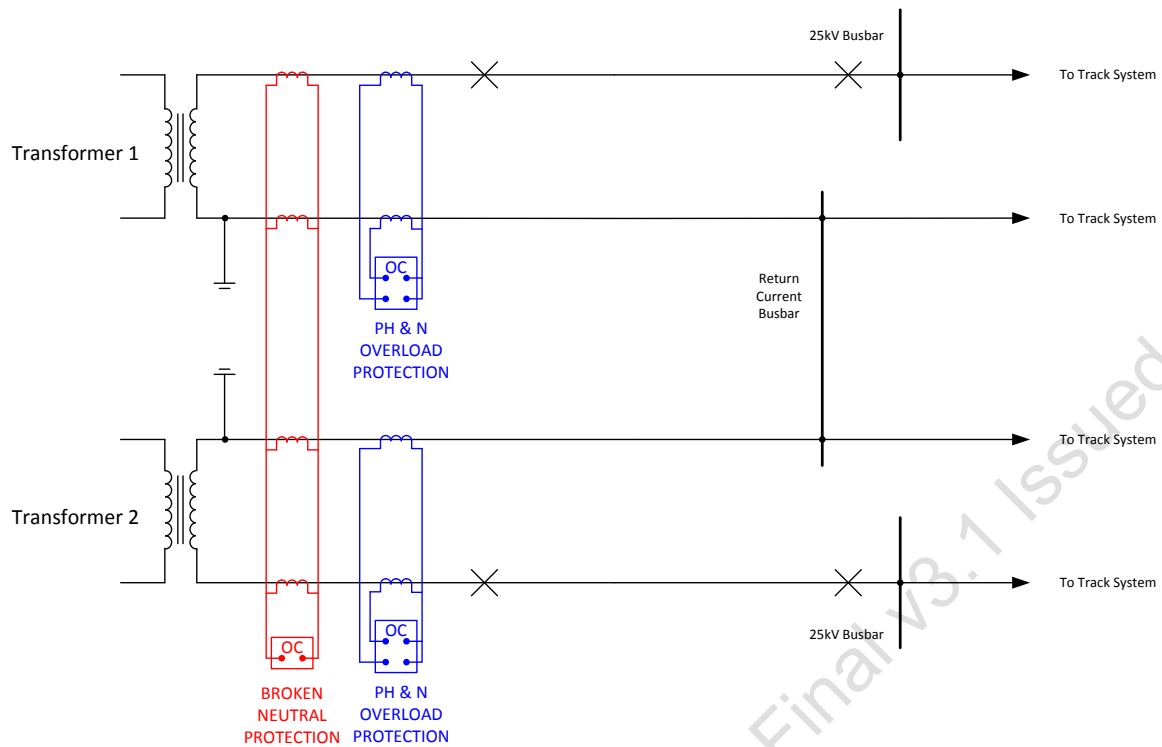 25kV Busbar
To Track System
Transformer 1
To Track System
OC
PH & N
OVERLOAD
PROTECTION
Return
Current
Busbar
To Track System
Transformer 2
To Track System
OC
OC
25kV Busbar
BROKEN
NEUTRAL
PROTECTION
PH & N
OVERLOAD
PROTECTION
Final v3.1 Issued